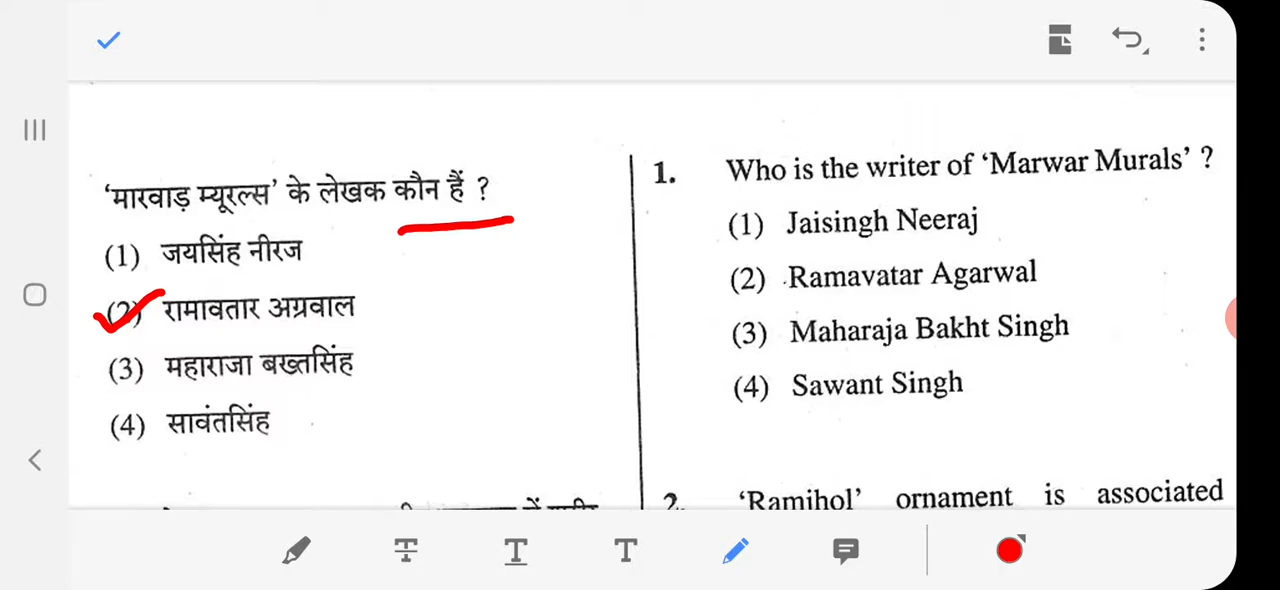 'मारवाड़ म्यूरल्स' के लेखक कौन हैं ?
(1) जयसिंह नीरज
(2) रामावतार अग्रवाल
(3) महाराजा बख्तसिंह
(4) सावंतसिंह
1. Who is the writer of 'Marwar Murals' ?
(1) Jaisingh Neeraj
(2) Ramavatar Agarwal
(3) Maharaja Bakht Singh
(4) Sawant Singh
2. 'Ramihol' ornament is associated
T T T